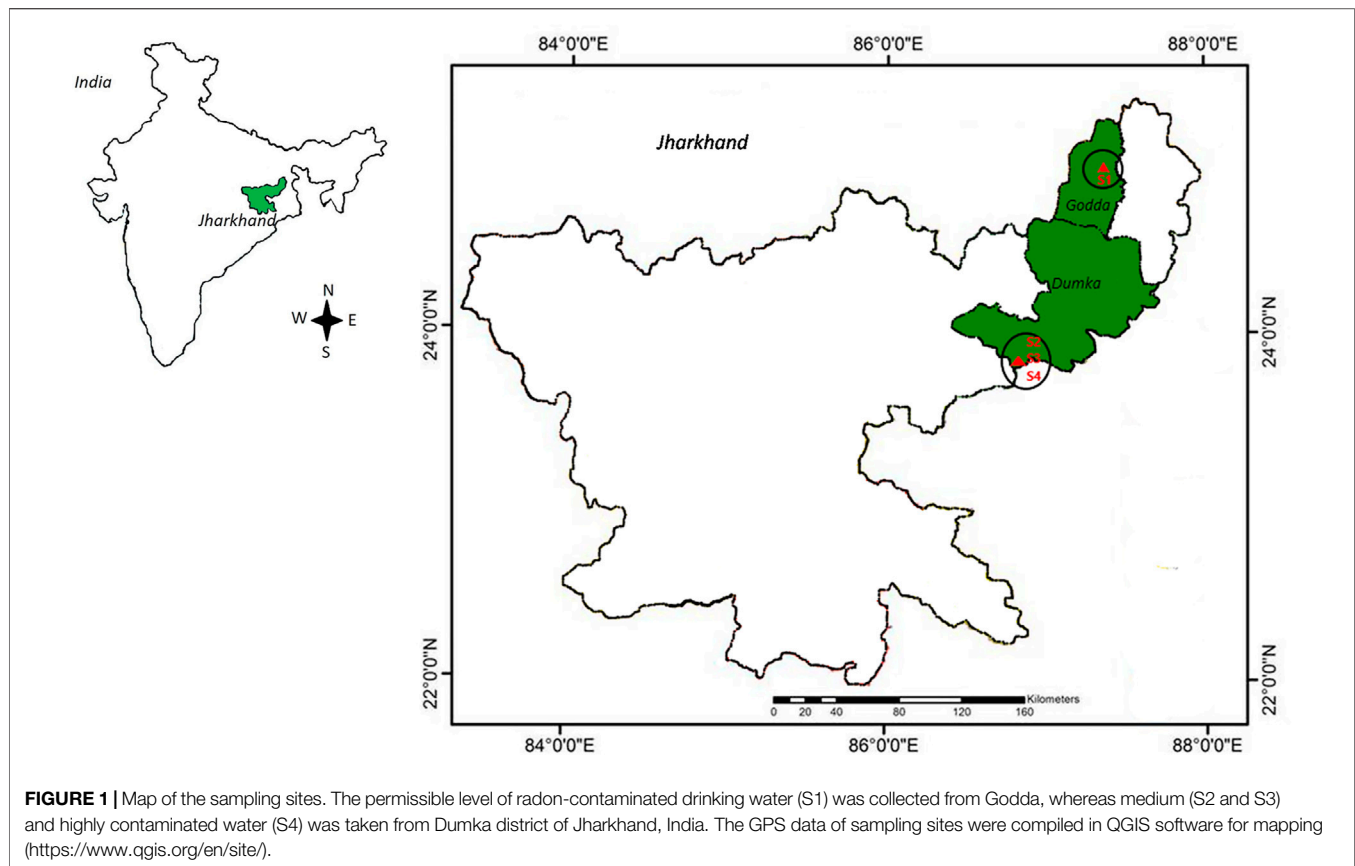 84°0'0"E 86°0'0"E 88°0'0"E
India
Jharkhand
Jharkhand
N
W E
S
S1
Godda
Dumka
24°0'0"N
24°0'0"N
S2
S3
S4
22°0'0"N
22°0'0"N
Kilometers
0 20 40 80 120 160
84°0'0"E 86°0'0"E 88°0'0"E
FIGURE 1 | Map of the sampling sites. The permissible level of radon-contaminated drinking water (S1) was collected from Godda, whereas medium (S2 and S3)
and highly contaminated water (S4) was taken from Dumka district of Jharkhand, India. The GPS data of sampling sites were compiled in QGIS software for mapping
(https://www.qgis.org/en/site/).